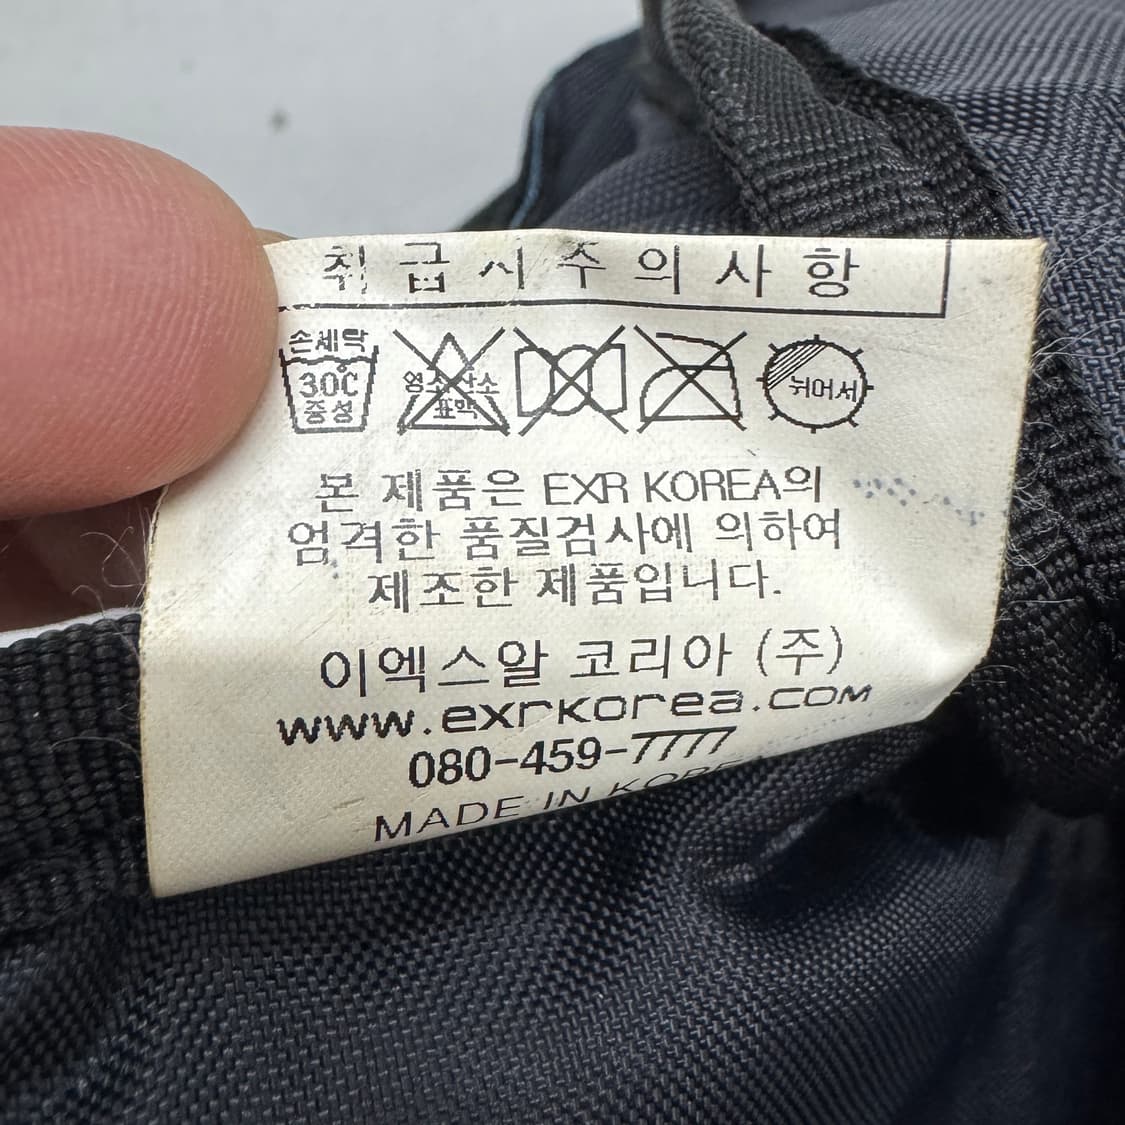 취급시주의사항
손세탁
30℃
중성
염소산소
표백
뉘어서
본 제품은 EXR KOREA의
엄격한 품질검사에 의하여
제조한 제품입니다.
이엑스알 코리아 (주)
www.exrkorea.com
080-459-7777
MADE IN KORE